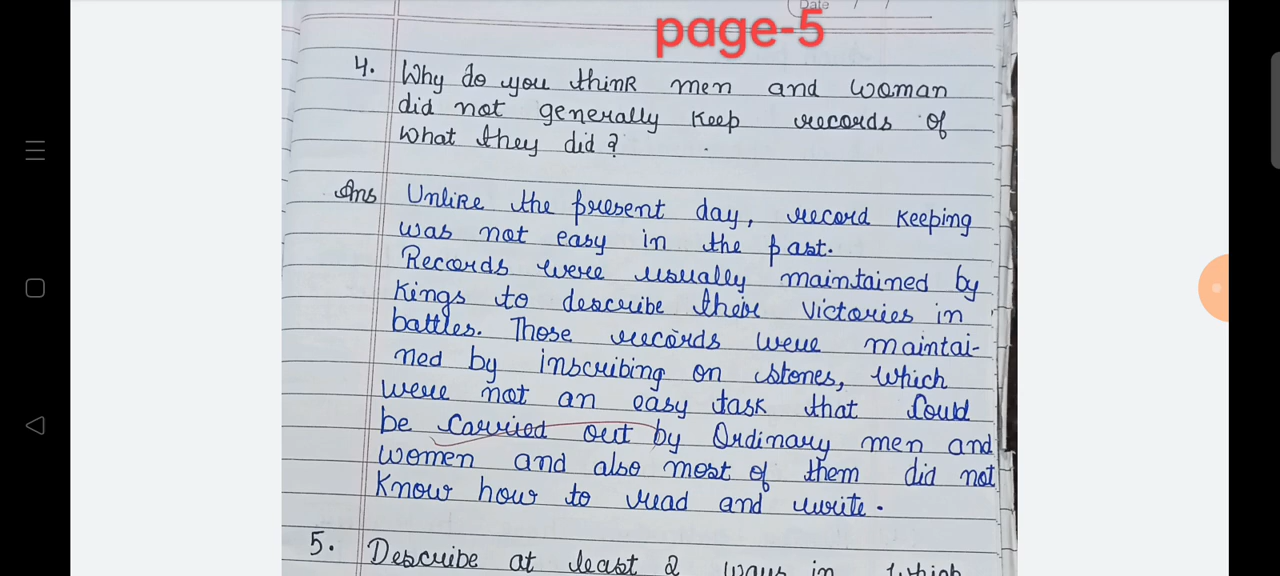 Date / /
page-5
4. Why do you think men and woman
did not generally keep records of
what they did?
Ans Unlike the present day, record keeping
was not easy in the past.
Records were usually maintained by
Kings to describe their victories in
battles. Those records were maintai-
ned by inscribing on stones, which
were not an easy task that could
be carried out by Ordinary men and
women and also most of them did not
know how to read and write.
5. Describe at least 2 ways in which